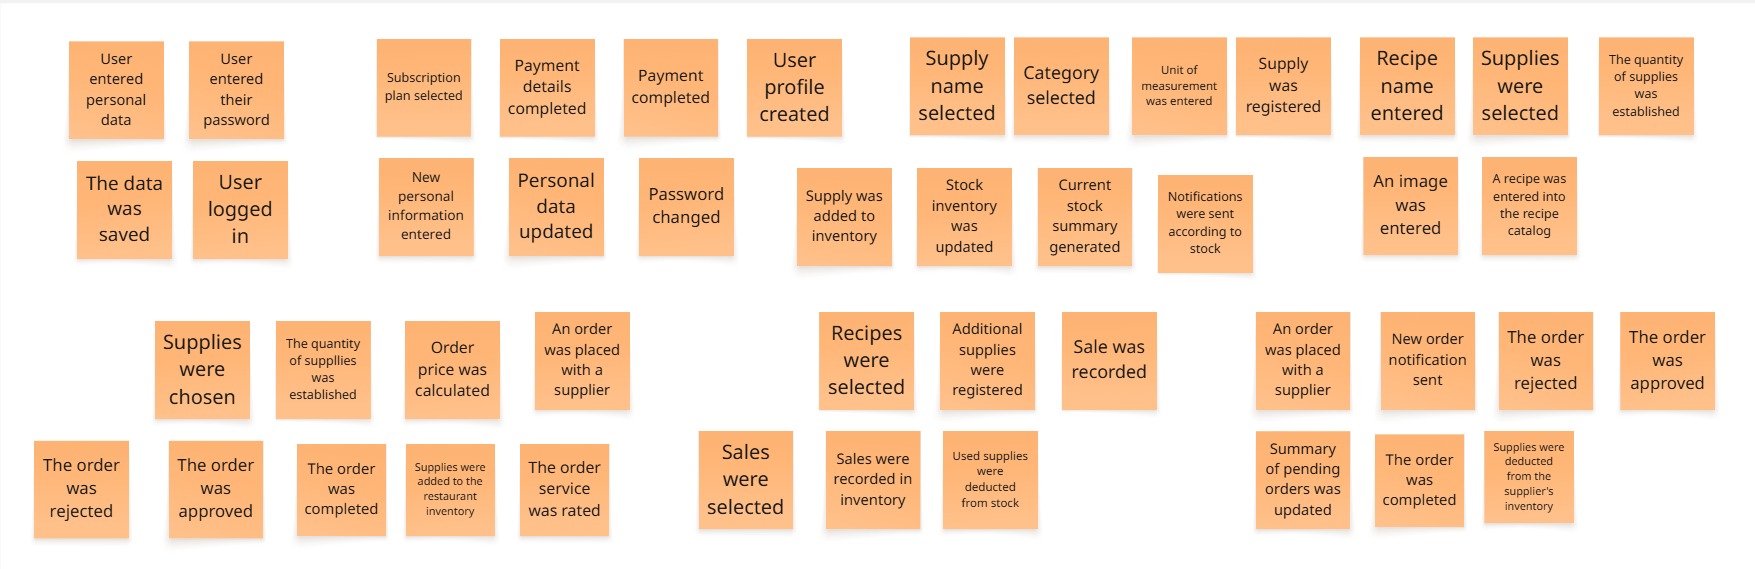 User
entered
personal
data
User
entered
their
password
Subscription
plan selected
Payment
details
completed
Payment
completed
User
profile
created
Supply
name
selected
Category
selected
Unit of
measurement
was entered
Supply
was
registered
Recipe
name
entered
Supplies
were
selected
The quantity
of supplies
was
established
The data
was
saved
User
logged
in
New
personal
information
entered
Personal
data
updated
Password
changed
Supply was
added to
inventory
Stock
inventory
was
updated
Current
stock
summary
generated
Notifications
were sent
according to
stock
An image
was
entered
A recipe was
entered into
the recipe
catalog
Supplies
were
chosen
The quantity
of suppllies
was
established
Order
price was
calculated
An order
was placed
with a
supplier
Recipes
were
selected
Additional
supplies
were
registered
Sale was
recorded
An order
was placed
with a
supplier
New order
notification
sent
The order
was
rejected
The order
was
approved
The order
was
rejected
The order
was
approved
The order
was
completed
Supplies were
added to the
restaurant
inventory
The order
service
was rated
Sales
were
selected
Sales were
recorded in
inventory
Used supplies
were
deducted
from stock
Summary
of pending
orders was
updated
The order
was
completed
Supplies were
deducted
from the
supplier's
inventory